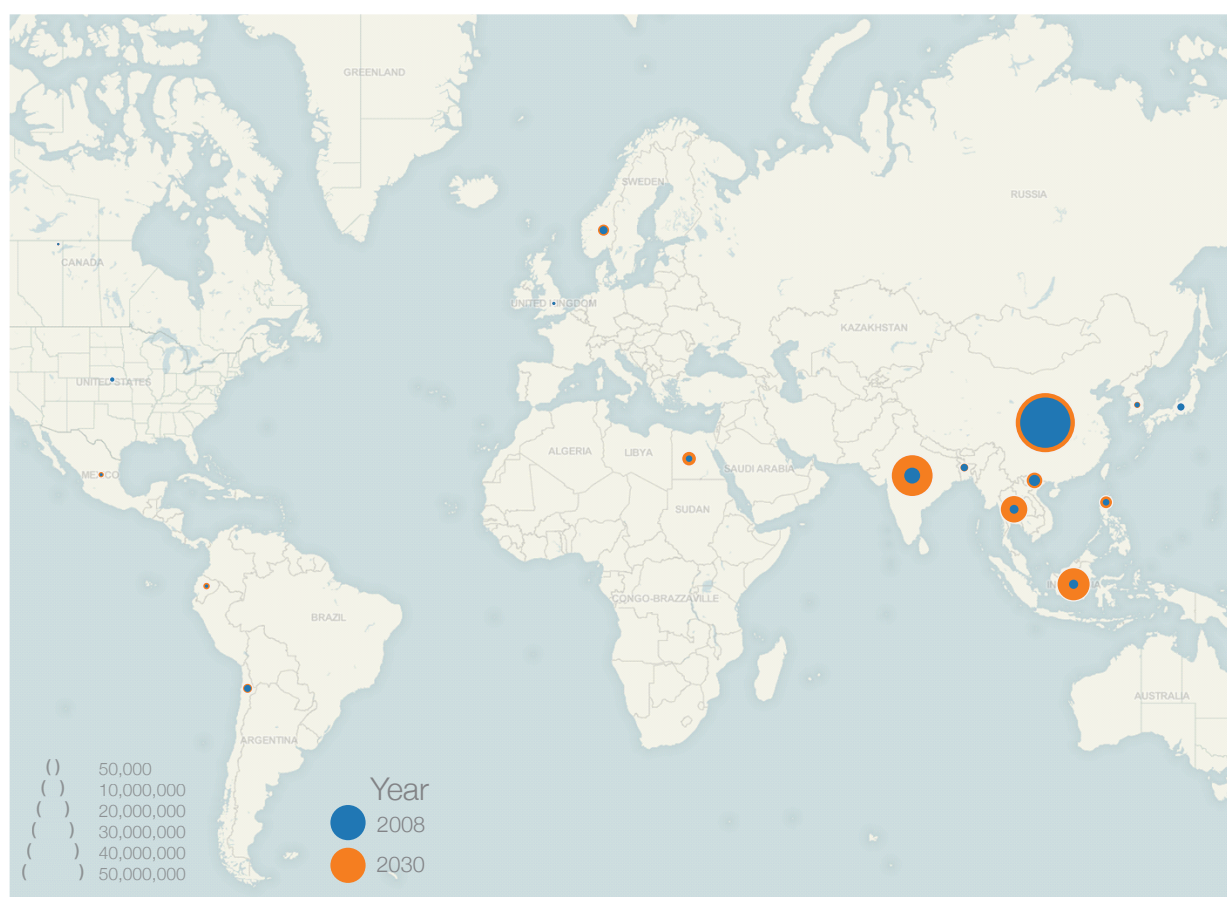 GREENLAND
SWEDEN
RUSSIA
CANADA
UNITED KINGDOM
KAZAKHSTAN
UNITED STATES
MEXICO
ALGERIA
LIBYA
SAUDI ARABIA
SUDAN
CONGO-BRAZZAVILLE
BRAZIL
AUSTRALIA
ARGENTINA
( ) 50,000
( ) 10,000,000
( ) 20,000,000
( ) 30,000,000
( ) 40,000,000
( ) 50,000,000
Year
2008
2030